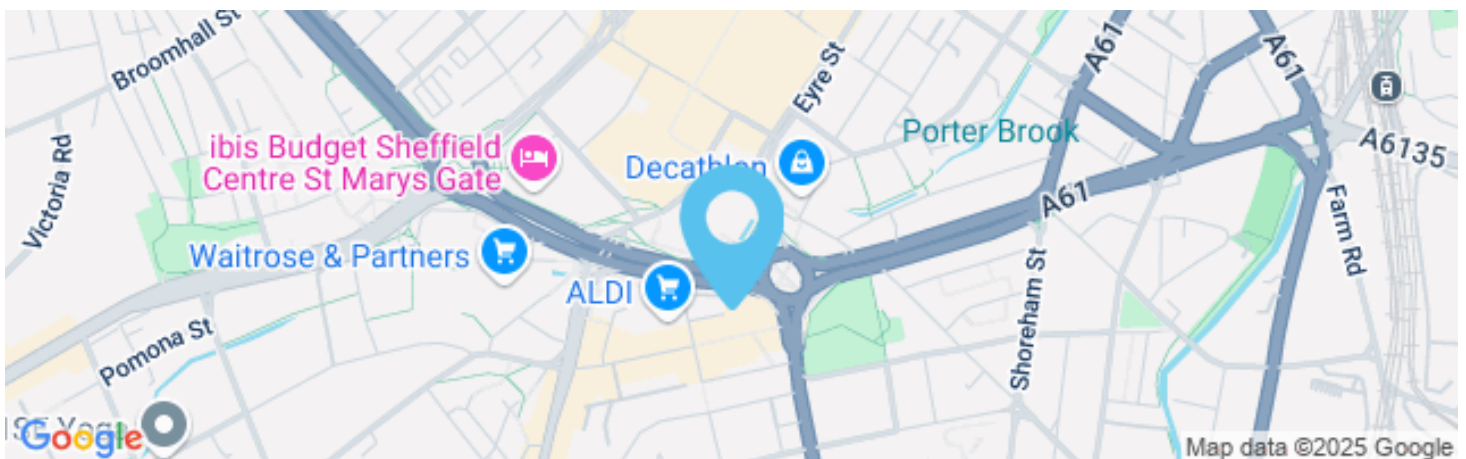 Broomhall St
Eyre St
A61
A61
Porter Brook
A6135
ibis Budget Sheffield
Centre St Marys Gate
Decathlon
Victoria Rd
A61
Farm Rd
Waitrose & Partners
ALDI
Shoreham St
Pomona St
Google
Map data ©2025 Google